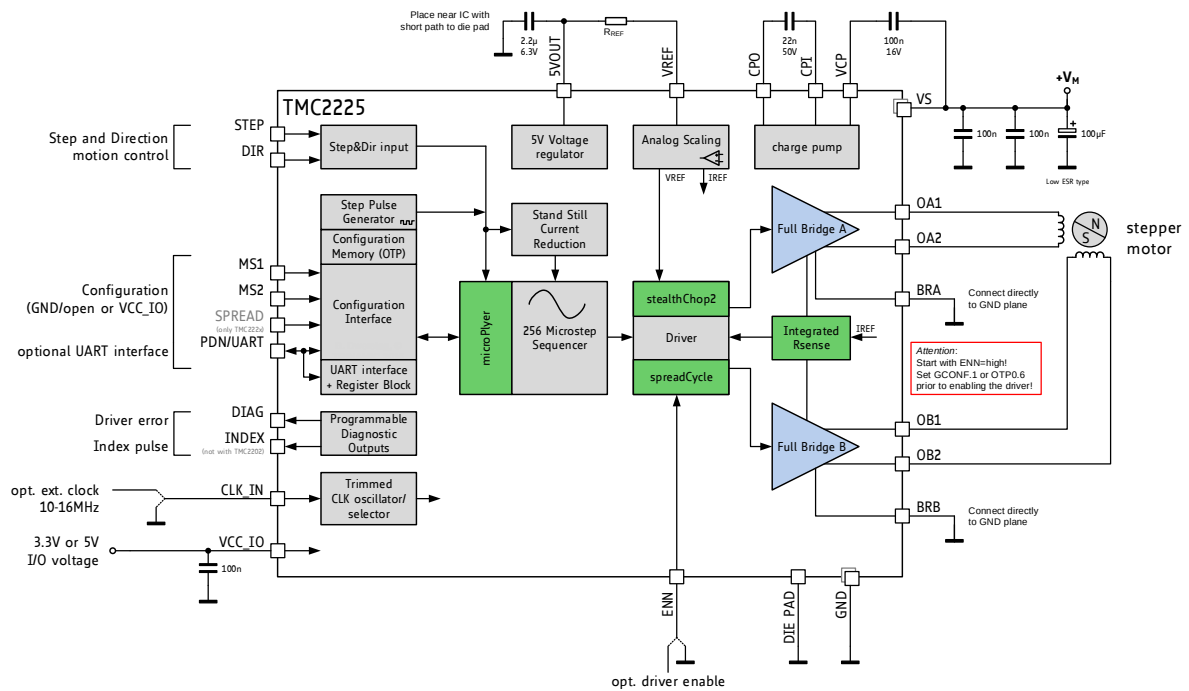 Place near IC with
short path to die pad
2.2µ
6.3V
5VOUT
RREF
VREF
CPO
22n
50V
CPI
VCP
100n
16V
+VM
VS
100n
100n
+
100µF
Low ESR type
TMC2225
Step and Direction
motion control
STEP
DIR
Step&Dir input
5V Voltage
regulator
Analog Scaling
VREF
IREF
charge pump
Step Pulse
Generator
Configuration
Memory (OTP)
Stand Still
Current
Reduction
Full Bridge A
OA1
OA2
N
S
stepper
motor
Configuration
(GND/open or VCC_IO)
optional UART interface
MS1
MS2
SPREAD
(only TMC222x)
PDN/UART
Configuration
Interface
UART interface
+ Register Block
microPlyer
256 Microstep
Sequencer
stealthChop2
Driver
spreadCycle
Integrated
Rsense
IREF
BRA
Connect directly
to GND plane
Attention:
Start with ENN=high!
Set GCONF.1 or OTP0.6
prior to enabling the driver!
Driver error
Index pulse
DIAG
INDEX
(not with TMC2202)
Programmable
Diagnostic
Outputs
Full Bridge B
OB1
OB2
opt. ext. clock
10-16MHz
CLK_IN
Trimmed
CLK oscillator/
selector
BRB
Connect directly
to GND plane
3.3V or 5V
I/O voltage
VCC_IO
100n
ENN
DIE PAD
GND
opt. driver enable